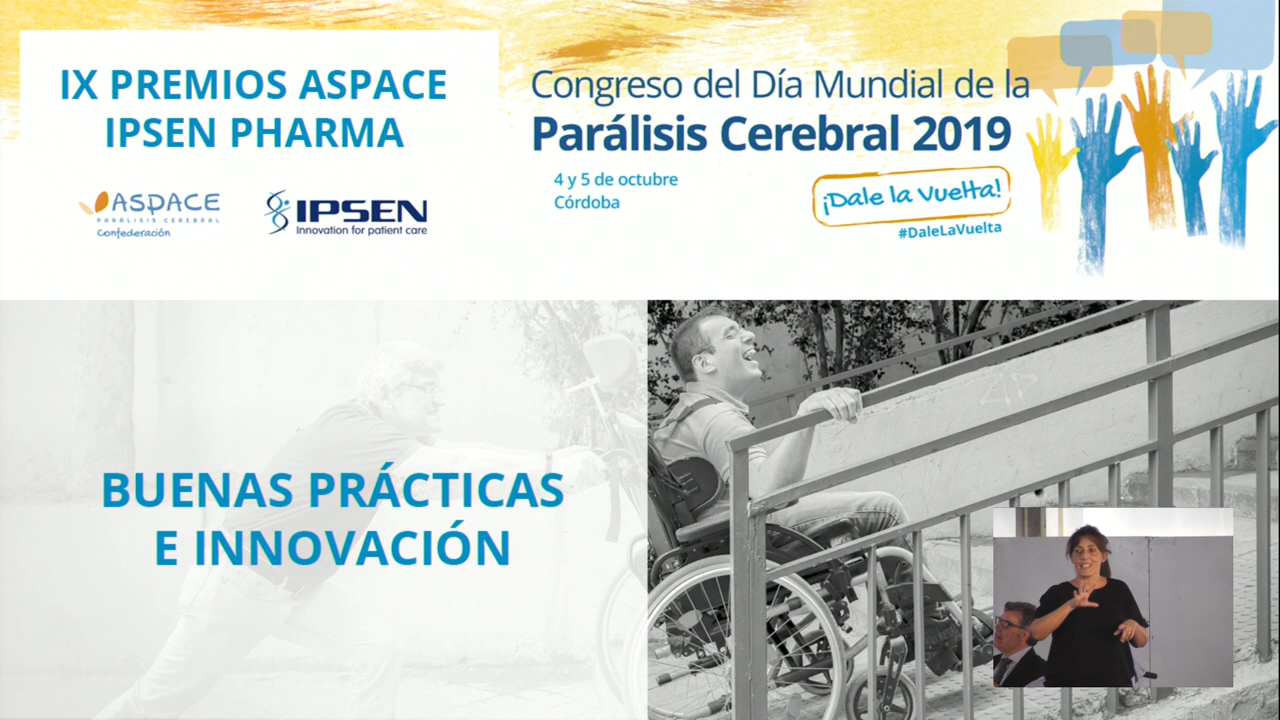 IX PREMIOS ASPACE
IPSEN PHARMA
ASPACE
PARÁLISIS CEREBRAL
Confederación
IPSEN
Innovation for patient care
Congreso del Día Mundial de la
Parálisis Cerebral 2019
4 y 5 de octubre
Córdoba
¡Dale la Vuelta!
#DaleLaVuelta
BUENAS PRÁCTICAS
E INNOVACIÓN